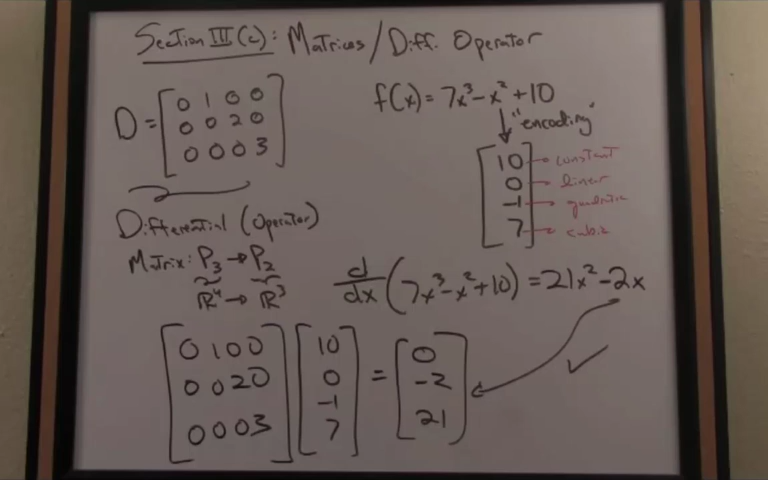 Section III(c): Matrices/Diff. Operator
D = [0 1 0 0
0 0 2 0
0 0 0 3]
f(x) = 7x³ - x² + 10
"encoding"
[10 → constant
0 → linear
-1 → quadratic
7 → cubic]
Differential (Operator)
Matrix: P₃ → P₂
ℝ⁴ → ℝ³
d/dx (7x³ - x² + 10) = 21x² - 2x
[0 1 0 0 [10 [0
0 0 2 0 0 = -2
0 0 0 3] -1 21]
7]
✓